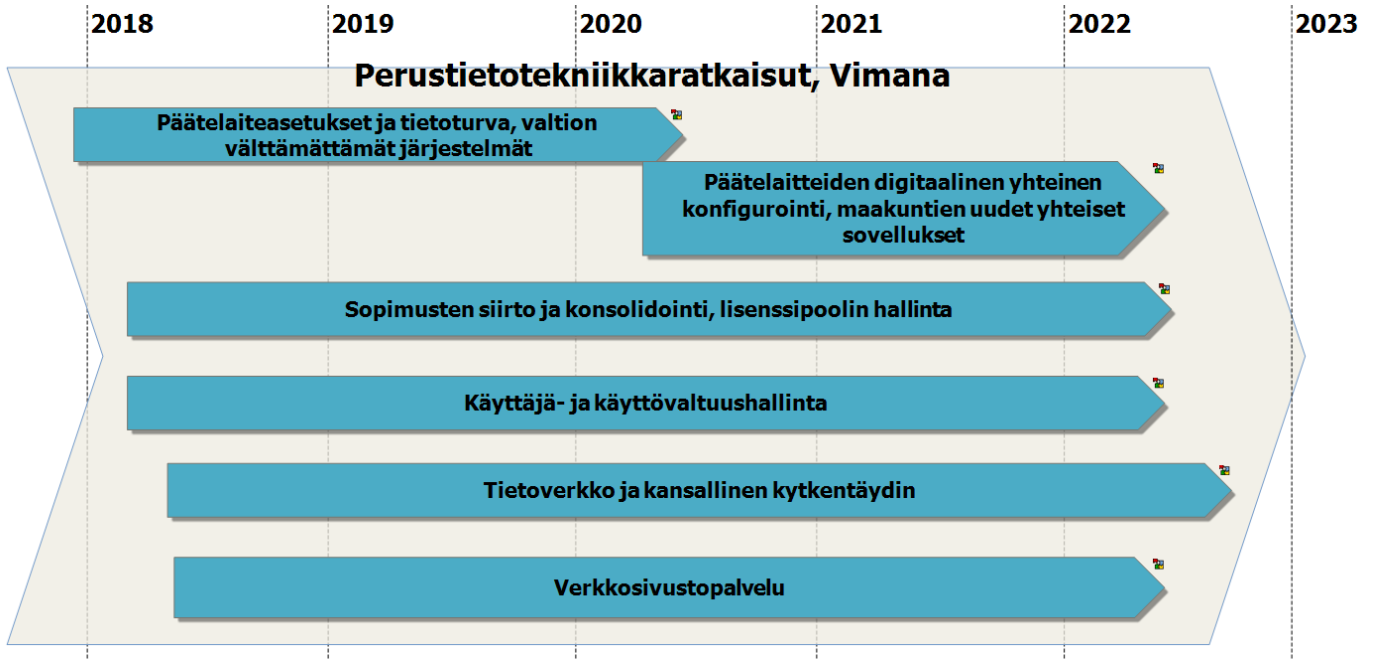 2018 2019 2020 2021 2022 2023
Perustietotekniikkaratkaisut, Vimana
Päätelaiteasetukset ja tietoturva, valtion
välttämättömät järjestelmät
Päätelaitteiden digitaalinen yhteinen
konfigurointi, maakuntien uudet yhteiset
sovellukset
Sopimusten siirto ja konsolidointi, lisenssipoolin hallinta
Käyttäjä- ja käyttövaltuushallinta
Tietoverkko ja kansallinen kytkentäydin
Verkkosivustopalvelu